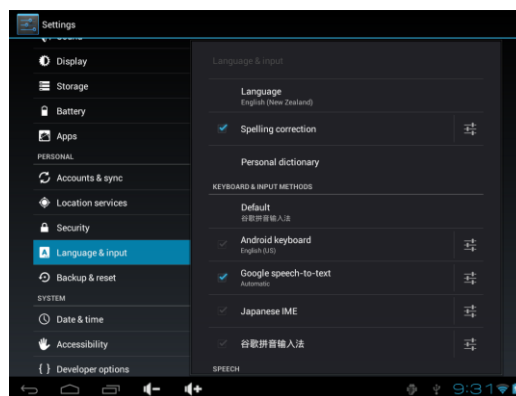 Settings
Display
Storage
Battery
Apps
PERSONAL
Accounts & sync
Location services
Security
Language & input
Backup & reset
SYSTEM
Date & time
Accessibility
{ } Developer options
Language & input
Language
English (New Zealand)
Spelling correction
Personal dictionary
KEYBOARD & INPUT METHODS
Default
谷歌拼音输入法
Android keyboard
English (US)
Google speech-to-text
Automatic
Japanese IME
谷歌拼音输入法
SPEECH
9:31